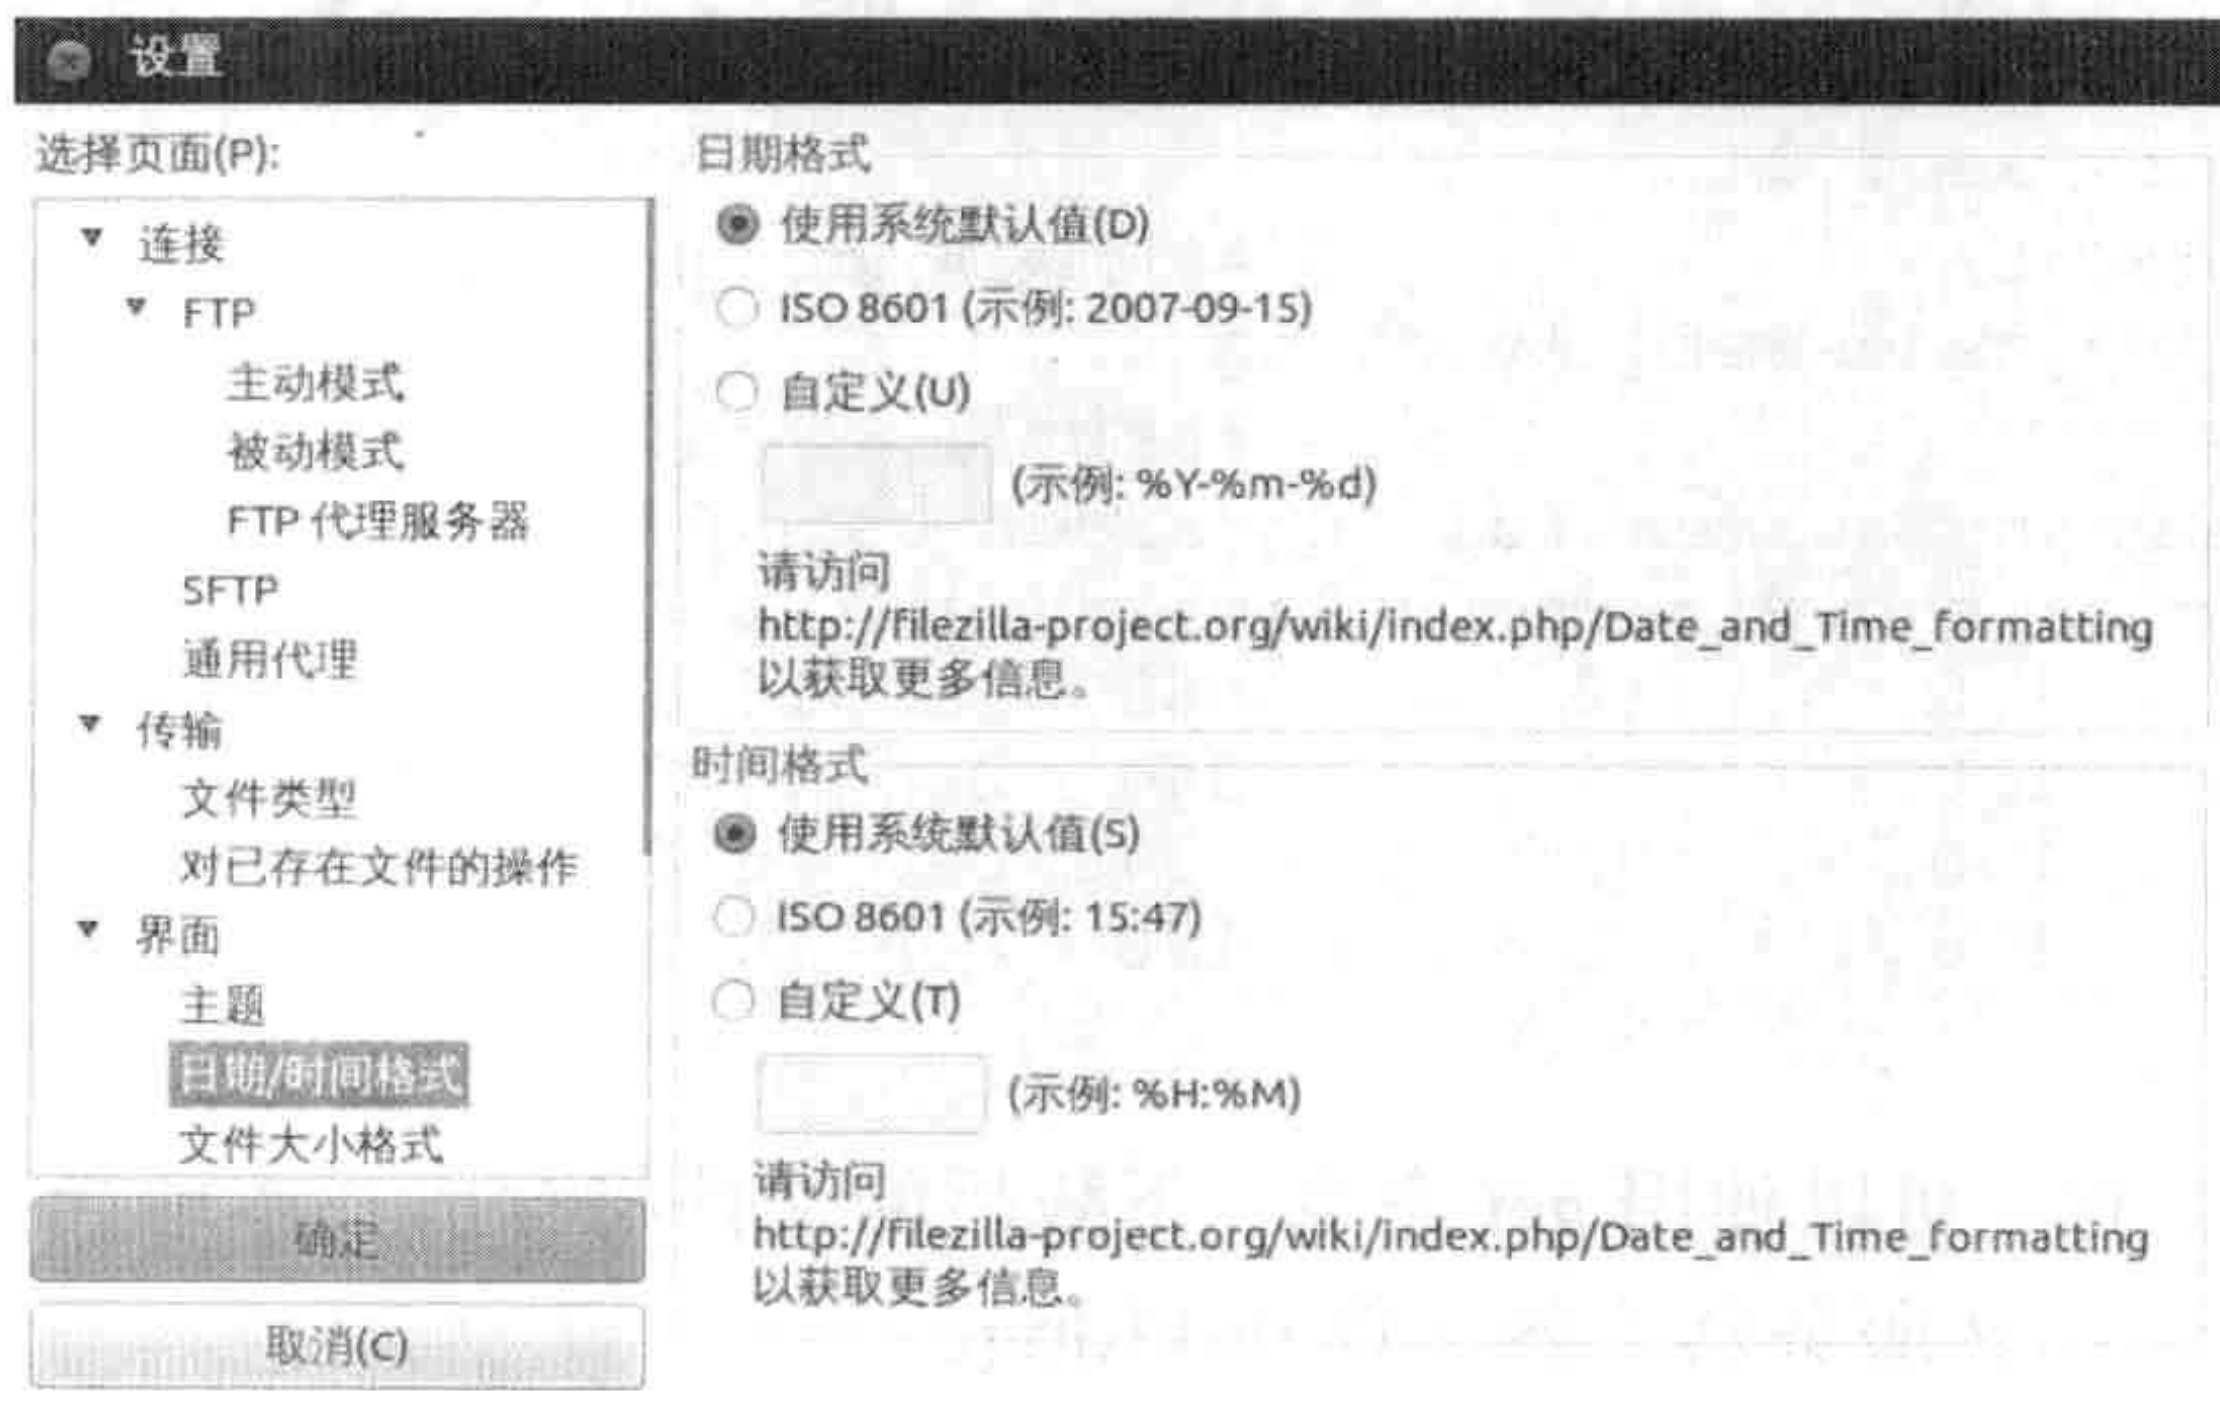 设置
选择页面(P):
连接
FTP
主动模式
被动模式
FTP 代理服务器
SFTP
通用代理
传输
文件类型
对已存在文件的操作
界面
主题
日期/时间格式
文件大小格式
确定
取消(C)
日期格式
使用系统默认值(D)
ISO 8601 (示例: 2007-09-15)
自定义(U)
(示例: %Y-%m-%d)
请访问
http://filezilla-project.org/wiki/index.php/Date_and_Time_formatting
以获取更多信息。
时间格式
使用系统默认值(S)
ISO 8601 (示例: 15:47)
自定义(T)
(示例: %H:%M)
请访问
http://filezilla-project.org/wiki/index.php/Date_and_Time_formatting
以获取更多信息。